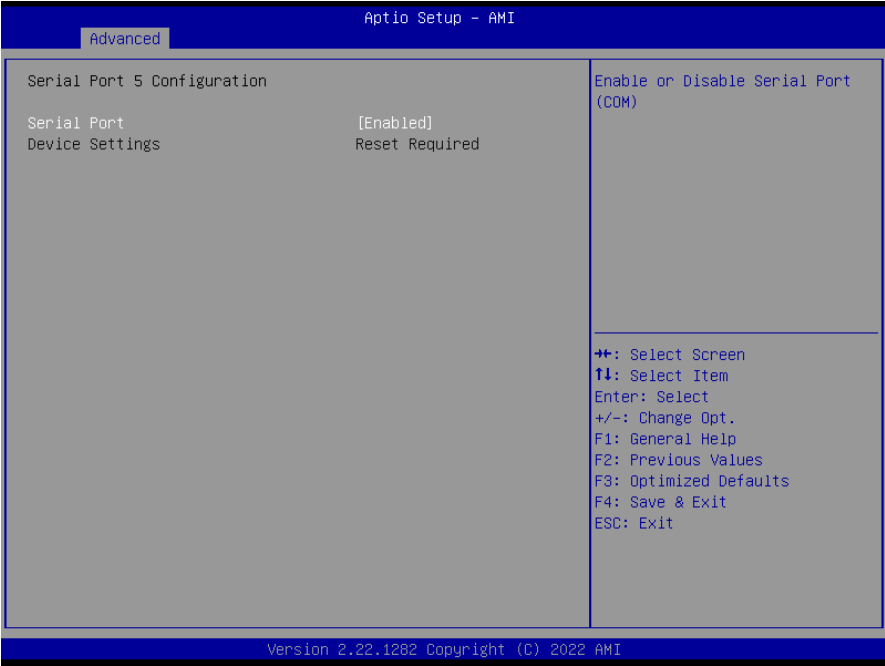 Aptio Setup - AMI
Advanced
Serial Port 5 Configuration
Serial Port [Enabled]
Device Settings Reset Required
Enable or Disable Serial Port
(COM)
→←: Select Screen
↑↓: Select Item
Enter: Select
+/-: Change Opt.
F1: General Help
F2: Previous Values
F3: Optimized Defaults
F4: Save & Exit
ESC: Exit
Version 2.22.1282 Copyright (C) 2022 AMI